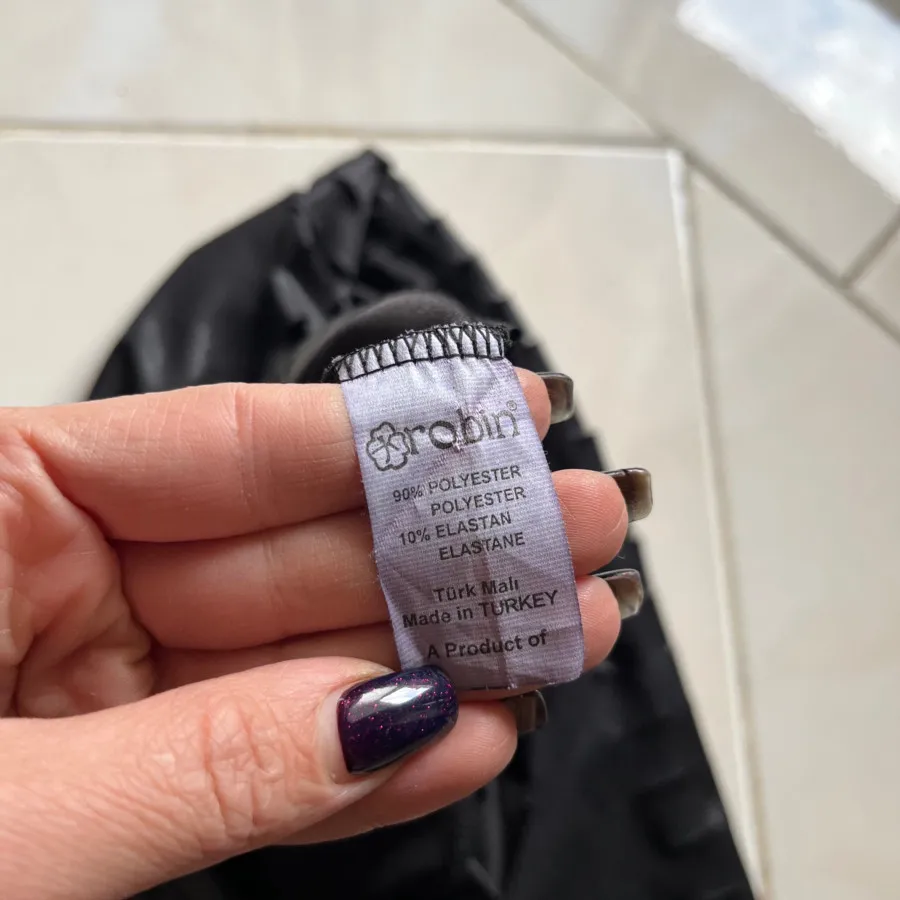 robin®
90% POLYESTER
POLYESTER
10% ELASTAN
ELASTANE
Türk Malı
Made in TURKEY
A Product of